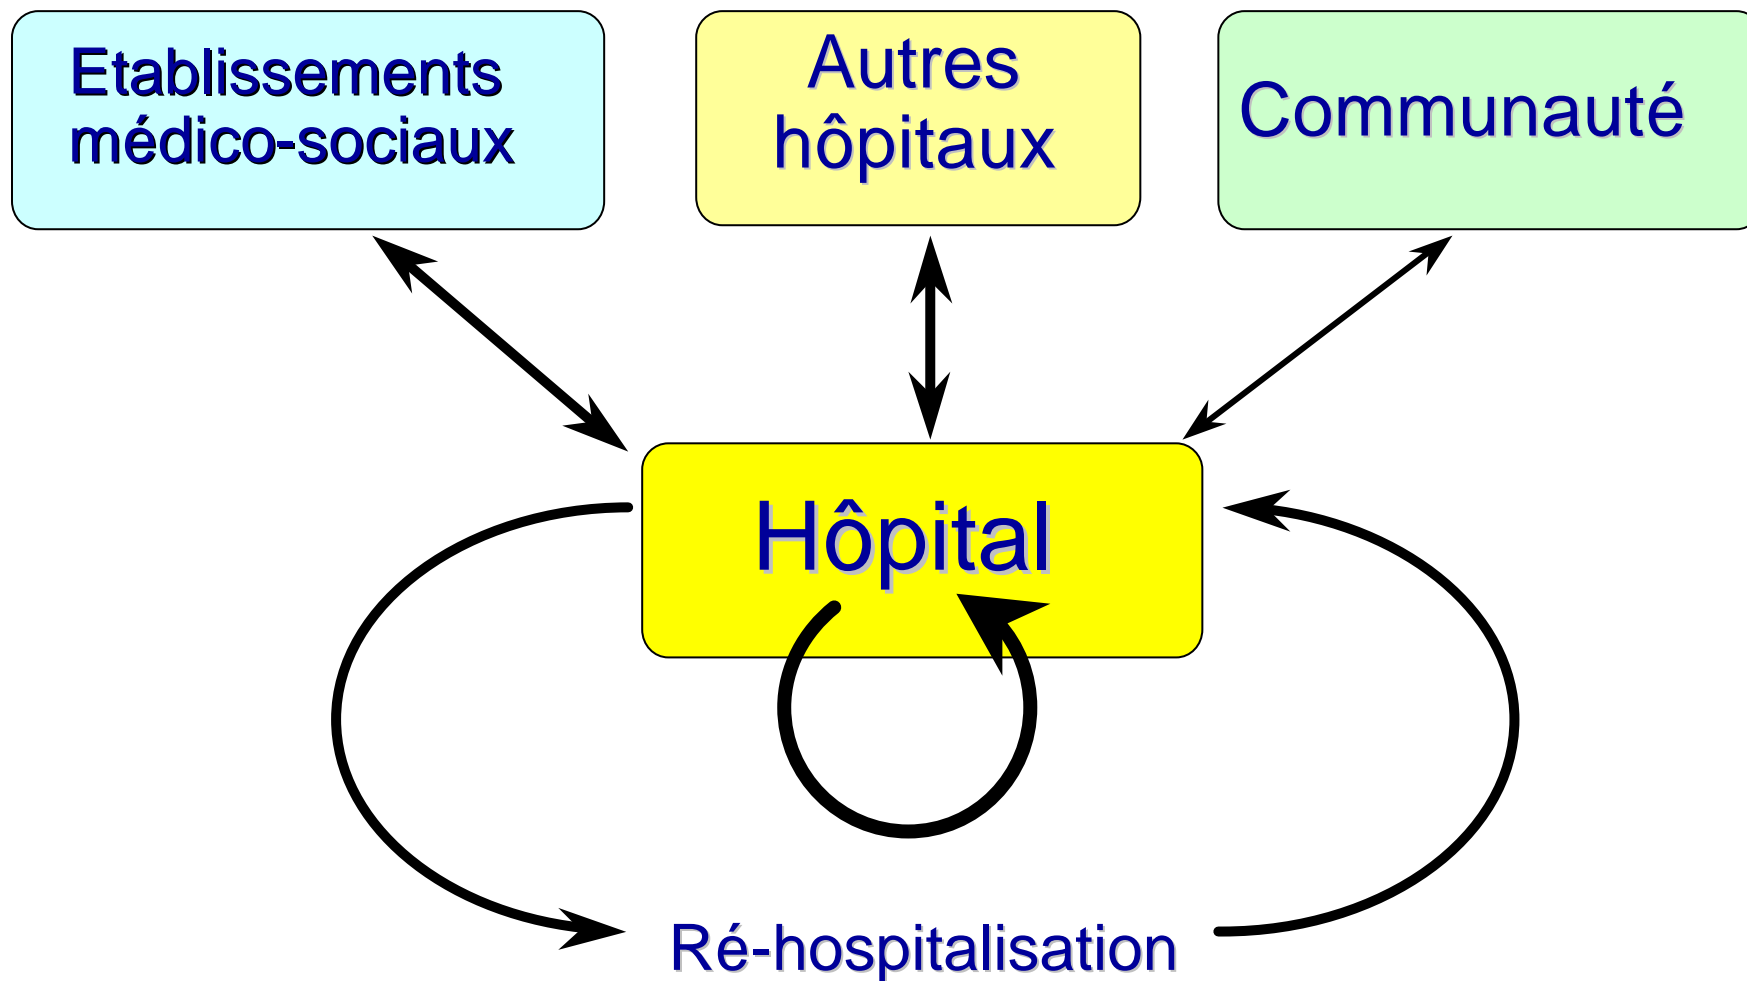 Etablissements
médico-sociaux
Autres
hôpitaux
Communauté
Hôpital
Ré-hospitalisation